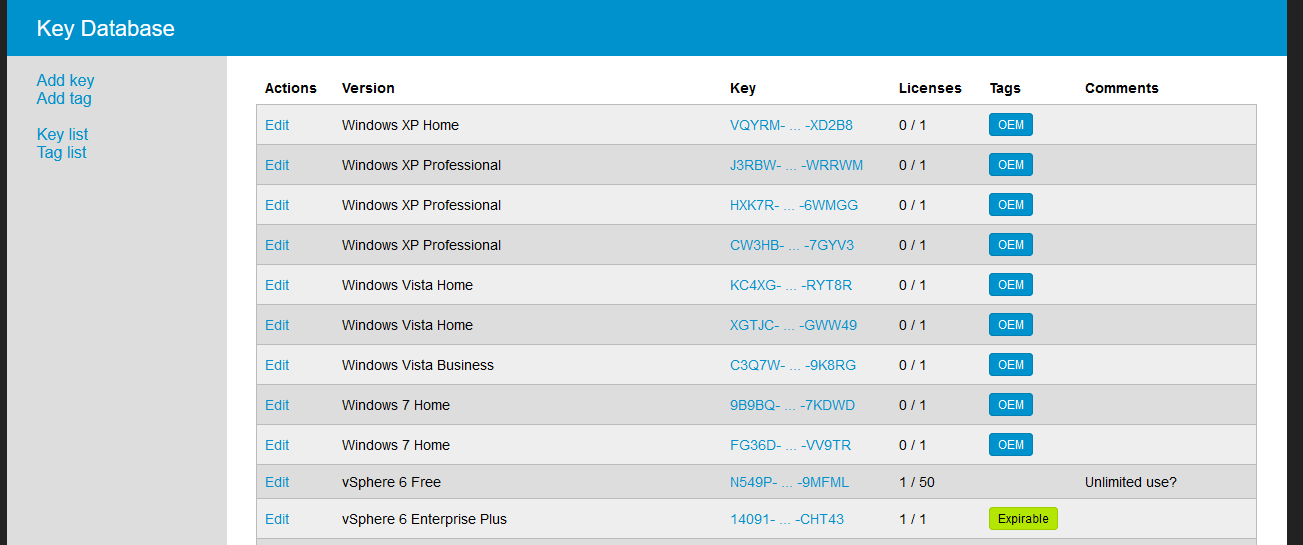 Key Database
Add key
Add tag
Key list
Tag list
Actions Version Key Licenses Tags Comments
Edit Windows XP Home VQYRM- ... -XD2B8 0 / 1 OEM
Edit Windows XP Professional J3RBW- ... -WRRWM 0 / 1 OEM
Edit Windows XP Professional HXK7R- ... -6WMGG 0 / 1 OEM
Edit Windows XP Professional CW3HB- ... -7GYV3 0 / 1 OEM
Edit Windows Vista Home KC4XG- ... -RYT8R 0 / 1 OEM
Edit Windows Vista Home XGTJC- ... -GWW49 0 / 1 OEM
Edit Windows Vista Business C3Q7W- ... -9K8RG 0 / 1 OEM
Edit Windows 7 Home 9B9BQ- ... -7KDWD 0 / 1 OEM
Edit Windows 7 Home FG36D- ... -VV9TR 0 / 1 OEM
Edit vSphere 6 Free N549P- ... -9MFML 1 / 50 Unlimited use?
Edit vSphere 6 Enterprise Plus 14091- ... -CHT43 1 / 1 Expirable